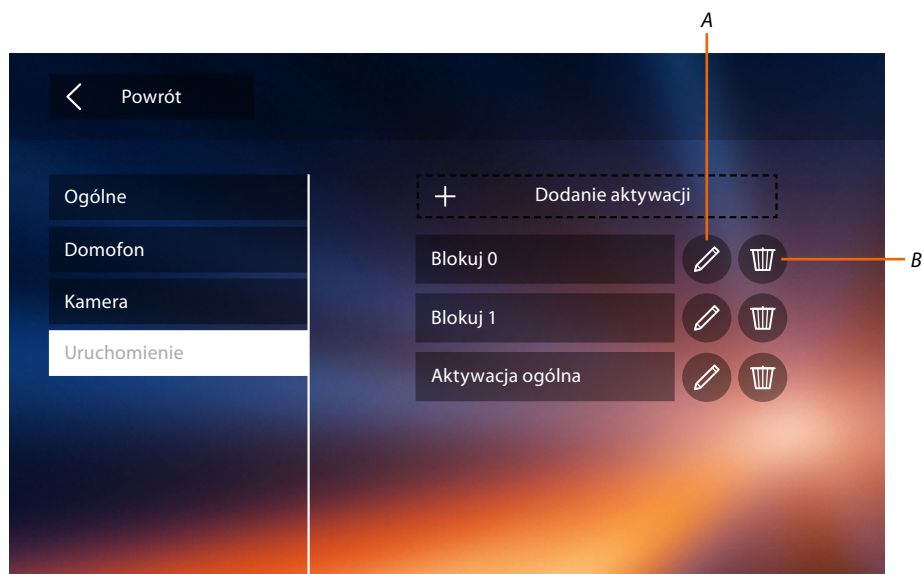 A
Powrót
Ogólne
Domofon
Kamera
Uruchomienie
Dodanie aktywacji
Blokuj 0
B
Blokuj 1
Aktywacja ogólna